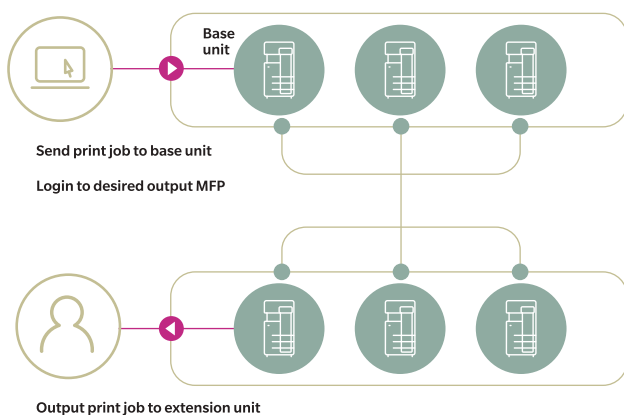 Base
unit
Send print job to base unit
Login to desired output MFP
Output print job to extension unit